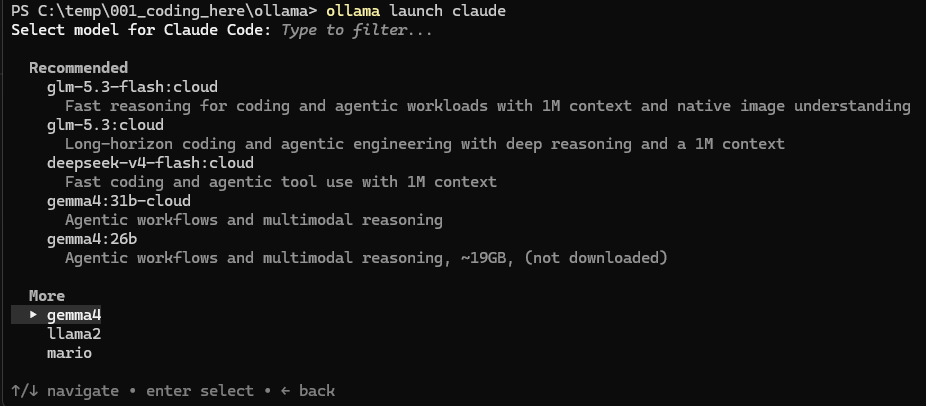 PS C:\temp\001_coding_here\ollama> ollama launch claude
Select model for Claude Code: Type to filter...
Recommended
glm-5.3-flash:cloud
Fast reasoning for coding and agentic workloads with 1M context and native image understanding
glm-5.3:cloud
Long-horizon coding and agentic engineering with deep reasoning and a 1M context
deepseek-v4-flash:cloud
Fast coding and agentic tool use with 1M context
gemma4:31b-cloud
Agentic workflows and multimodal reasoning
gemma4:26b
Agentic workflows and multimodal reasoning, ~19GB, (not downloaded)
More
▸ gemma4
llama2
mario
↑/↓ navigate • enter select • ← back